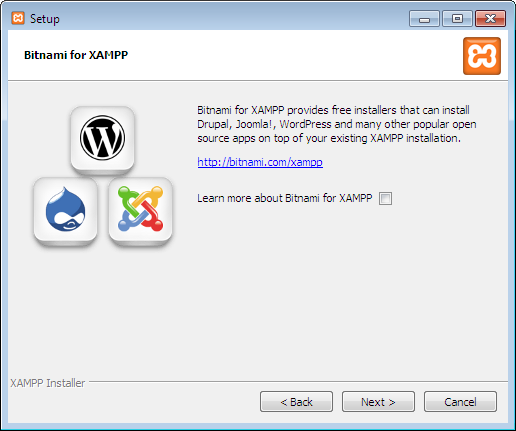 Setup
Bitnami for XAMPP
Bitnami for XAMPP provides free installers that can install
Drupal, Joomla!, WordPress and many other popular open
source apps on top of your existing XAMPP installation.
http://bitnami.com/xampp
Learn more about Bitnami for XAMPP
XAMPP Installer
< Back
Next >
Cancel